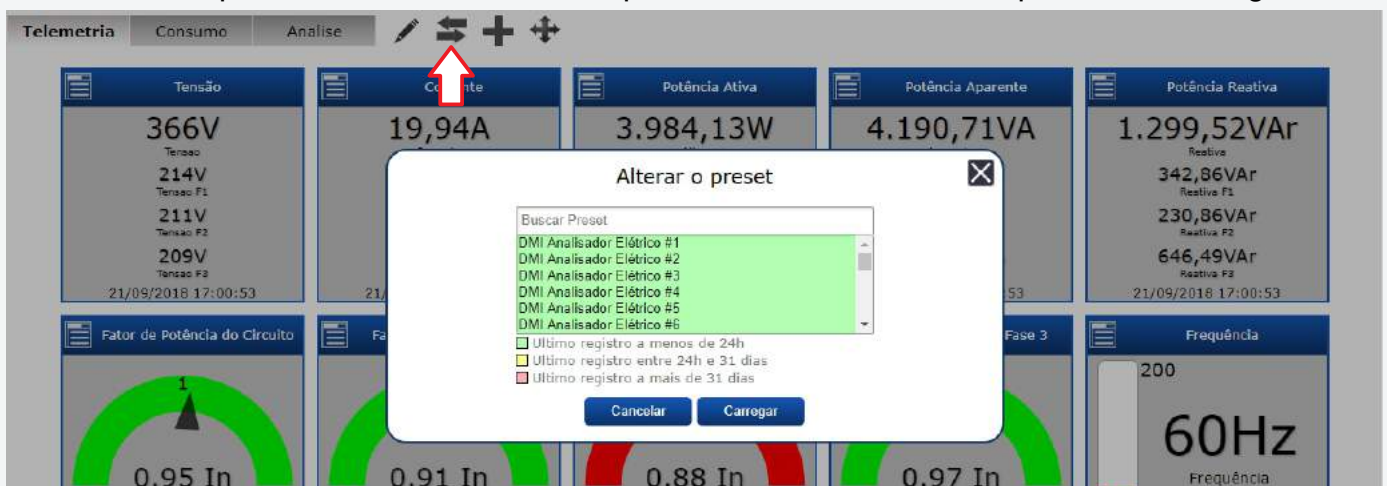 Telemetria Consumo Analise
Tensão
366V
Tensao
214V
Tensao F1
211V
Tensao F2
209V
Tensao F3
21/09/2018 17:00:53
19,94A
21/
Potência Ativa
3.984,13W
Potência Aparente
4.190,71VA
:53
Potência Reativa
1.299,52VAr
Reativa
342,86VAr
Reativa F1
230,86VAr
Reativa F2
646,49VAr
Reativa F3
21/09/2018 17:00:53
Alterar o preset
Buscar Preset
DMI Analisador Elétrico #1
DMI Analisador Elétrico #2
DMI Analisador Elétrico #3
DMI Analisador Elétrico #4
DMI Analisador Elétrico #5
DMI Analisador Elétrico #6
Ultimo registro a menos de 24h
Ultimo registro entre 24h e 31 dias
Ultimo registro a mais de 31 dias
Cancelar Carregar
Fator de Potência do Circuito
1
0.95 In
Fa
0.91 In
0.88 In
Fase 3
0.97 In
Frequência
200
60Hz
Frequência